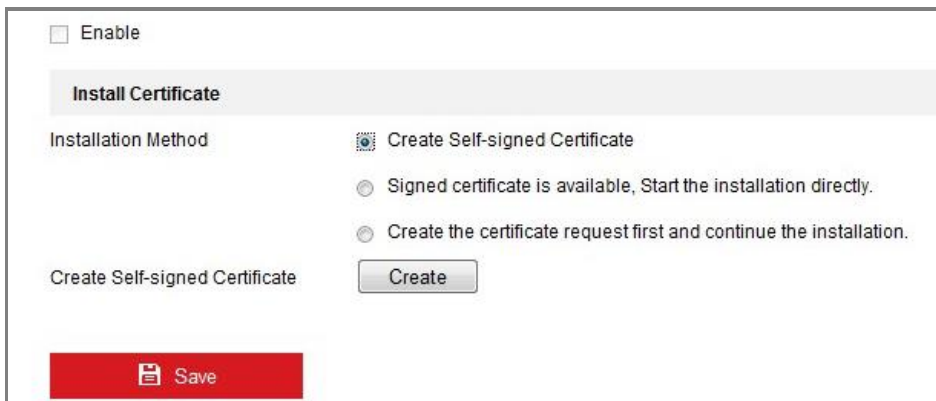 Enable
Install Certificate
Installation Method
Create Self-signed Certificate
Signed certificate is available, Start the installation directly.
Create the certificate request first and continue the installation.
Create Self-signed Certificate
Create
Save